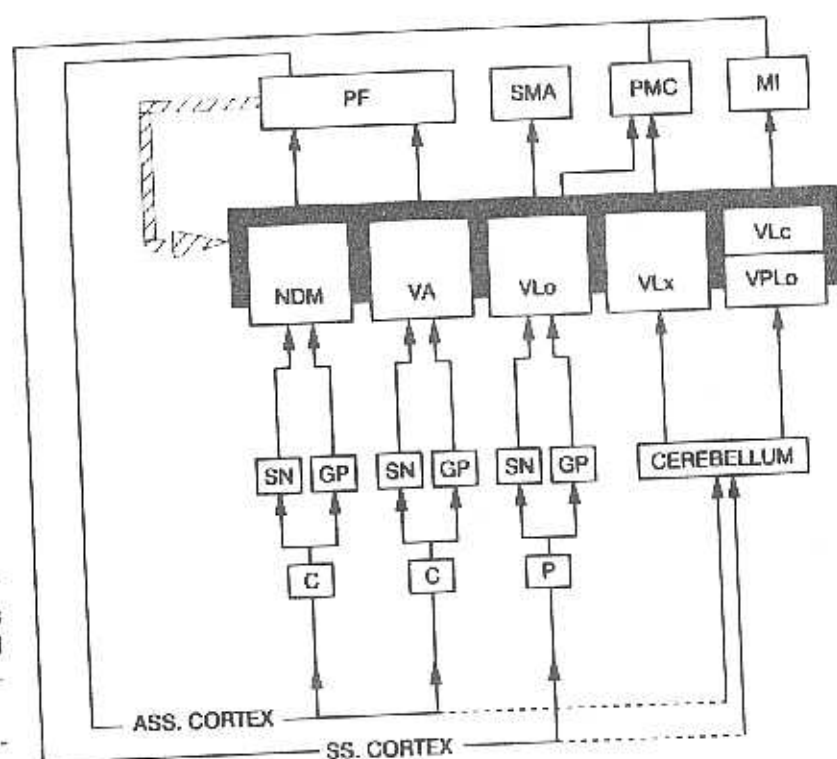 PF SMA PMC MI
VLc
NDM VA VLo VLx VPLo
SN GP SN GP SN GP CEREBELLUM
C C P
ASS. CORTEX
SS. CORTEX